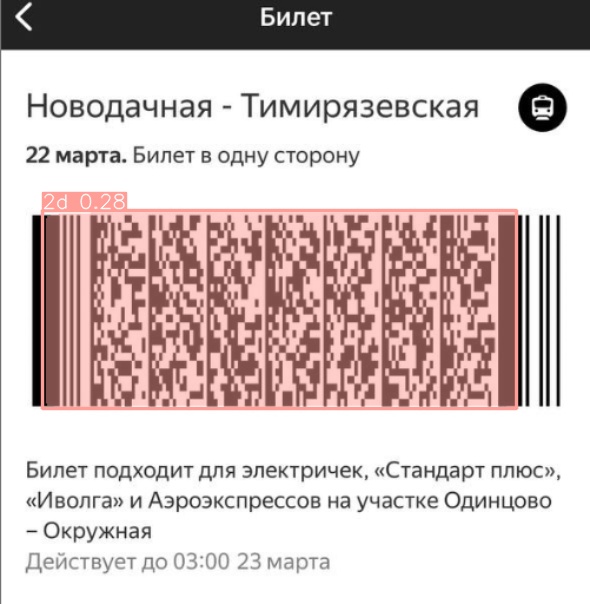 Билет
Новодачная - Тимирязевская
22 марта. Билет в одну сторону
2d 0.28
Билет подходит для электричек, «Стандарт плюс»,
«Иволга» и Аэроэкспрессов на участке Одинцово
– Окружная
Действует до 03:00 23 марта